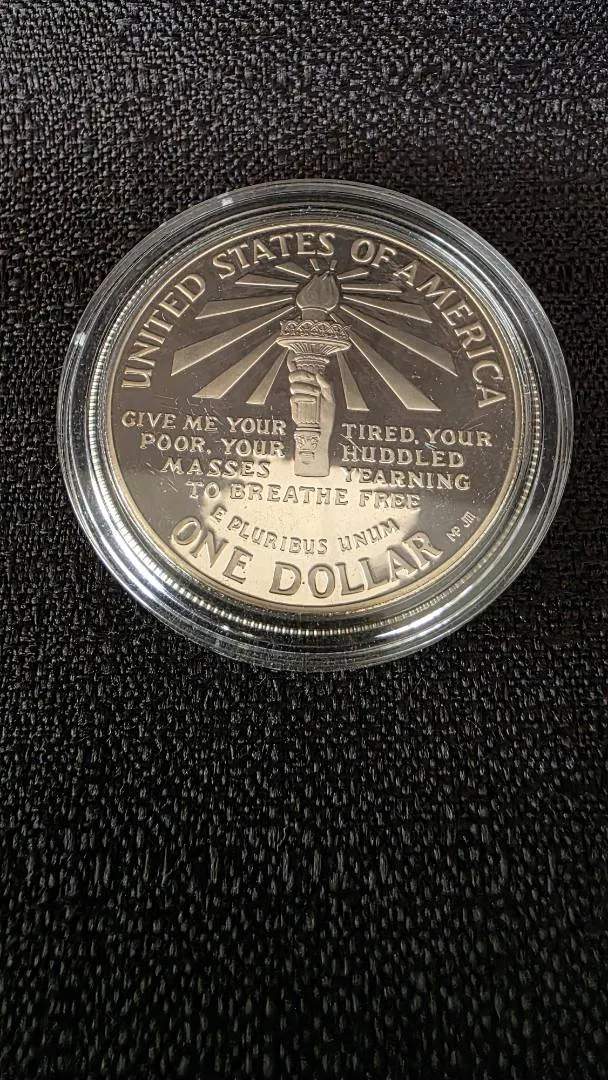 UNITED STATES OF AMERICA
GIVE ME YOUR TIRED, YOUR
POOR, YOUR HUDDLED
MASSES YEARNING
TO BREATHE FREE
E PLURIBUS UNUM
ONE DOLLAR